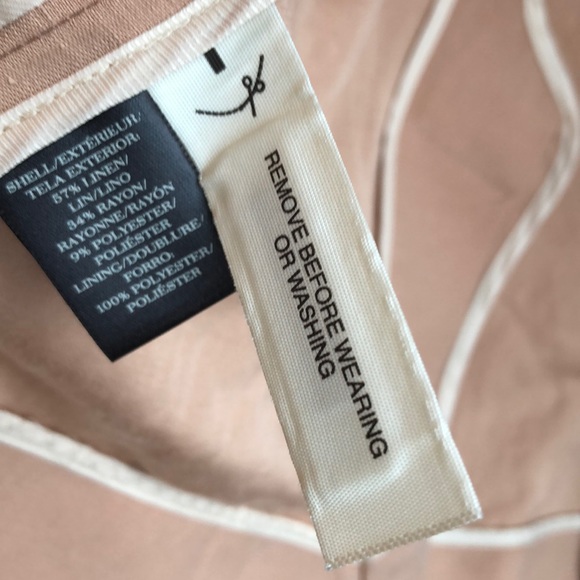 SHELL/EXTÉRIEUR/
TELA EXTERIOR:
57% LINEN/
LIN/LINO
34% RAYON/
RAYONNE/RAYÓN
9% POLYESTER/
POLIÉSTER
LINING/DOUBLURE/
FORRO:
100% POLYESTER/
POLIÉSTER
REMOVE BEFORE WEARING
OR WASHING